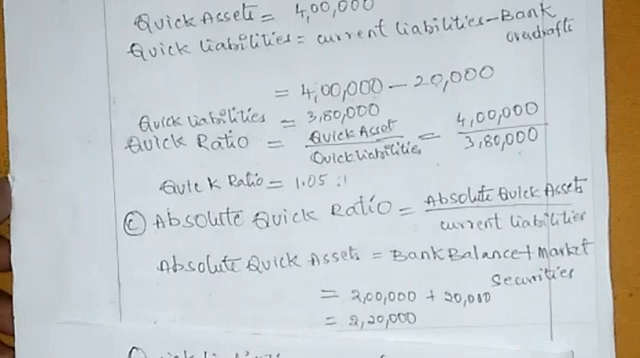 Quick Assets = 4,00,000
Quick Liabilities = current Liabilities - Bank overdrafts
= 4,00,000 - 20,000
Quick Liabilities = 3,80,000
Quick Ratio = Quick Asset / Quick Liabilities = 4,00,000 / 3,80,000
Quick Ratio = 1.05 : 1
(C) Absolute Quick Ratio = Absolute Quick Assets / current liabilities
Absolute Quick Assets = Bank Balance + Market Securities
= 2,00,000 + 20,000
= 2,20,000